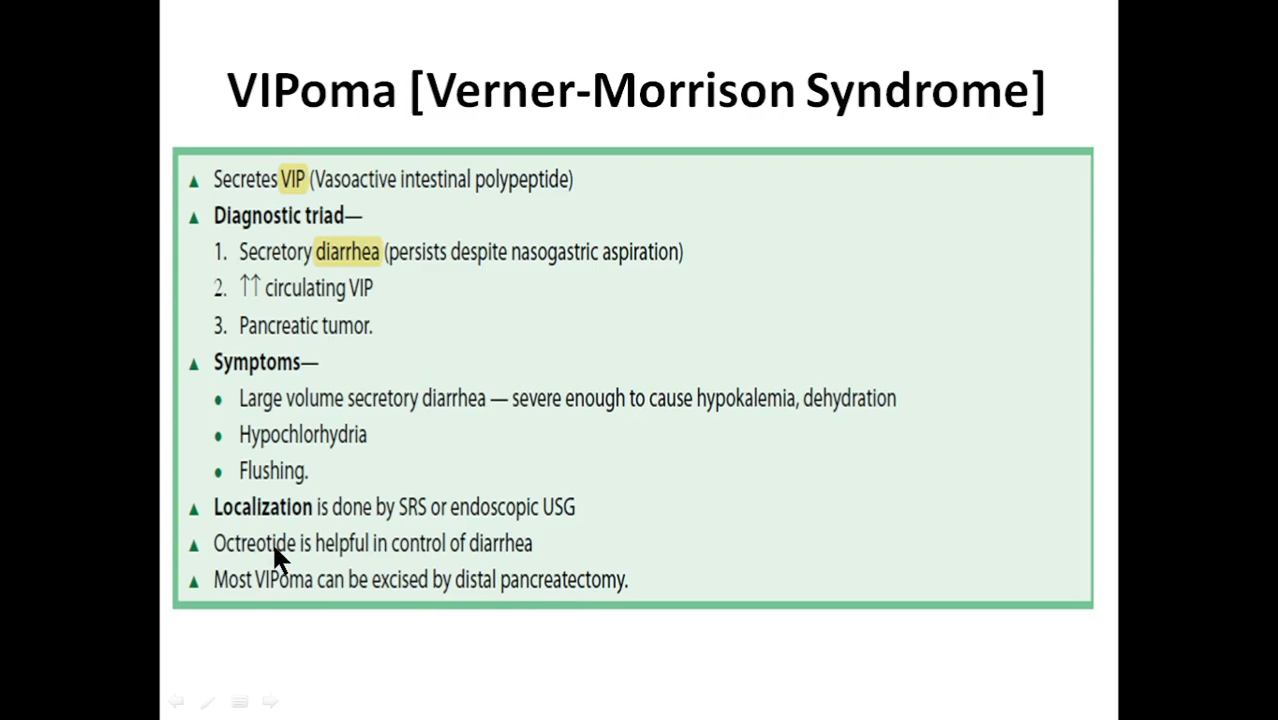 VIPoma [Verner-Morrison Syndrome]
▲ Secretes VIP (Vasoactive intestinal polypeptide)
▲ Diagnostic triad—
1. Secretory diarrhea (persists despite nasogastric aspiration)
2. ↑↑ circulating VIP
3. Pancreatic tumor.
▲ Symptoms—
• Large volume secretory diarrhea — severe enough to cause hypokalemia, dehydration
• Hypochlorhydria
• Flushing.
▲ Localization is done by SRS or endoscopic USG
▲ Octreotide is helpful in control of diarrhea
▲ Most VIPoma can be excised by distal pancreatectomy.